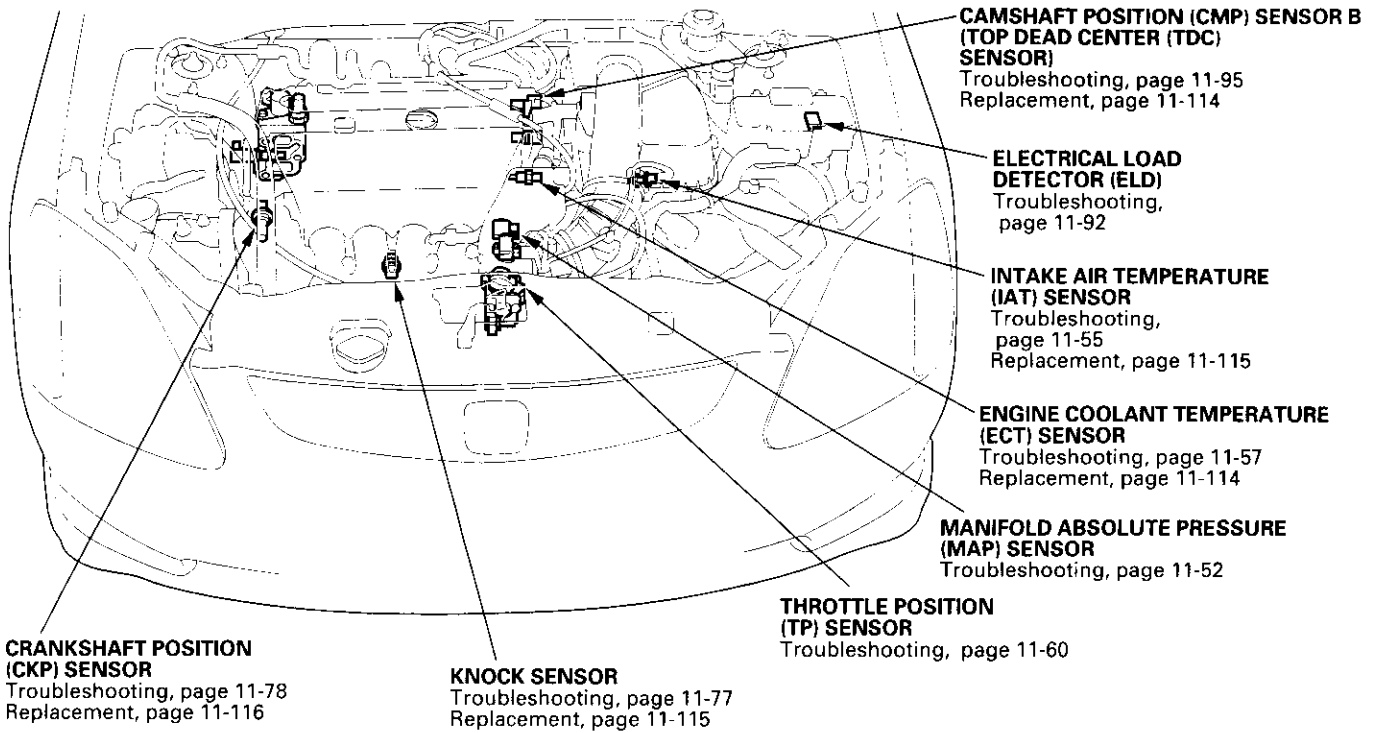 CAMSHAFT POSITION (CMP) SENSOR B
(TOP DEAD CENTER (TDC)
SENSOR)
Troubleshooting, page 11-95
Replacement, page 11-114
ELECTRICAL LOAD
DETECTOR (ELD)
Troubleshooting,
page 11-92
INTAKE AIR TEMPERATURE
(IAT) SENSOR
Troubleshooting,
page 11-55
Replacement, page 11-115
ENGINE COOLANT TEMPERATURE
(ECT) SENSOR
Troubleshooting, page 11-57
Replacement, page 11-114
MANIFOLD ABSOLUTE PRESSURE
(MAP) SENSOR
Troubleshooting, page 11-52
THROTTLE POSITION
(TP) SENSOR
Troubleshooting, page 11-60
KNOCK SENSOR
Troubleshooting, page 11-77
Replacement, page 11-115
CRANKSHAFT POSITION
(CKP) SENSOR
Troubleshooting, page 11-78
Replacement, page 11-116